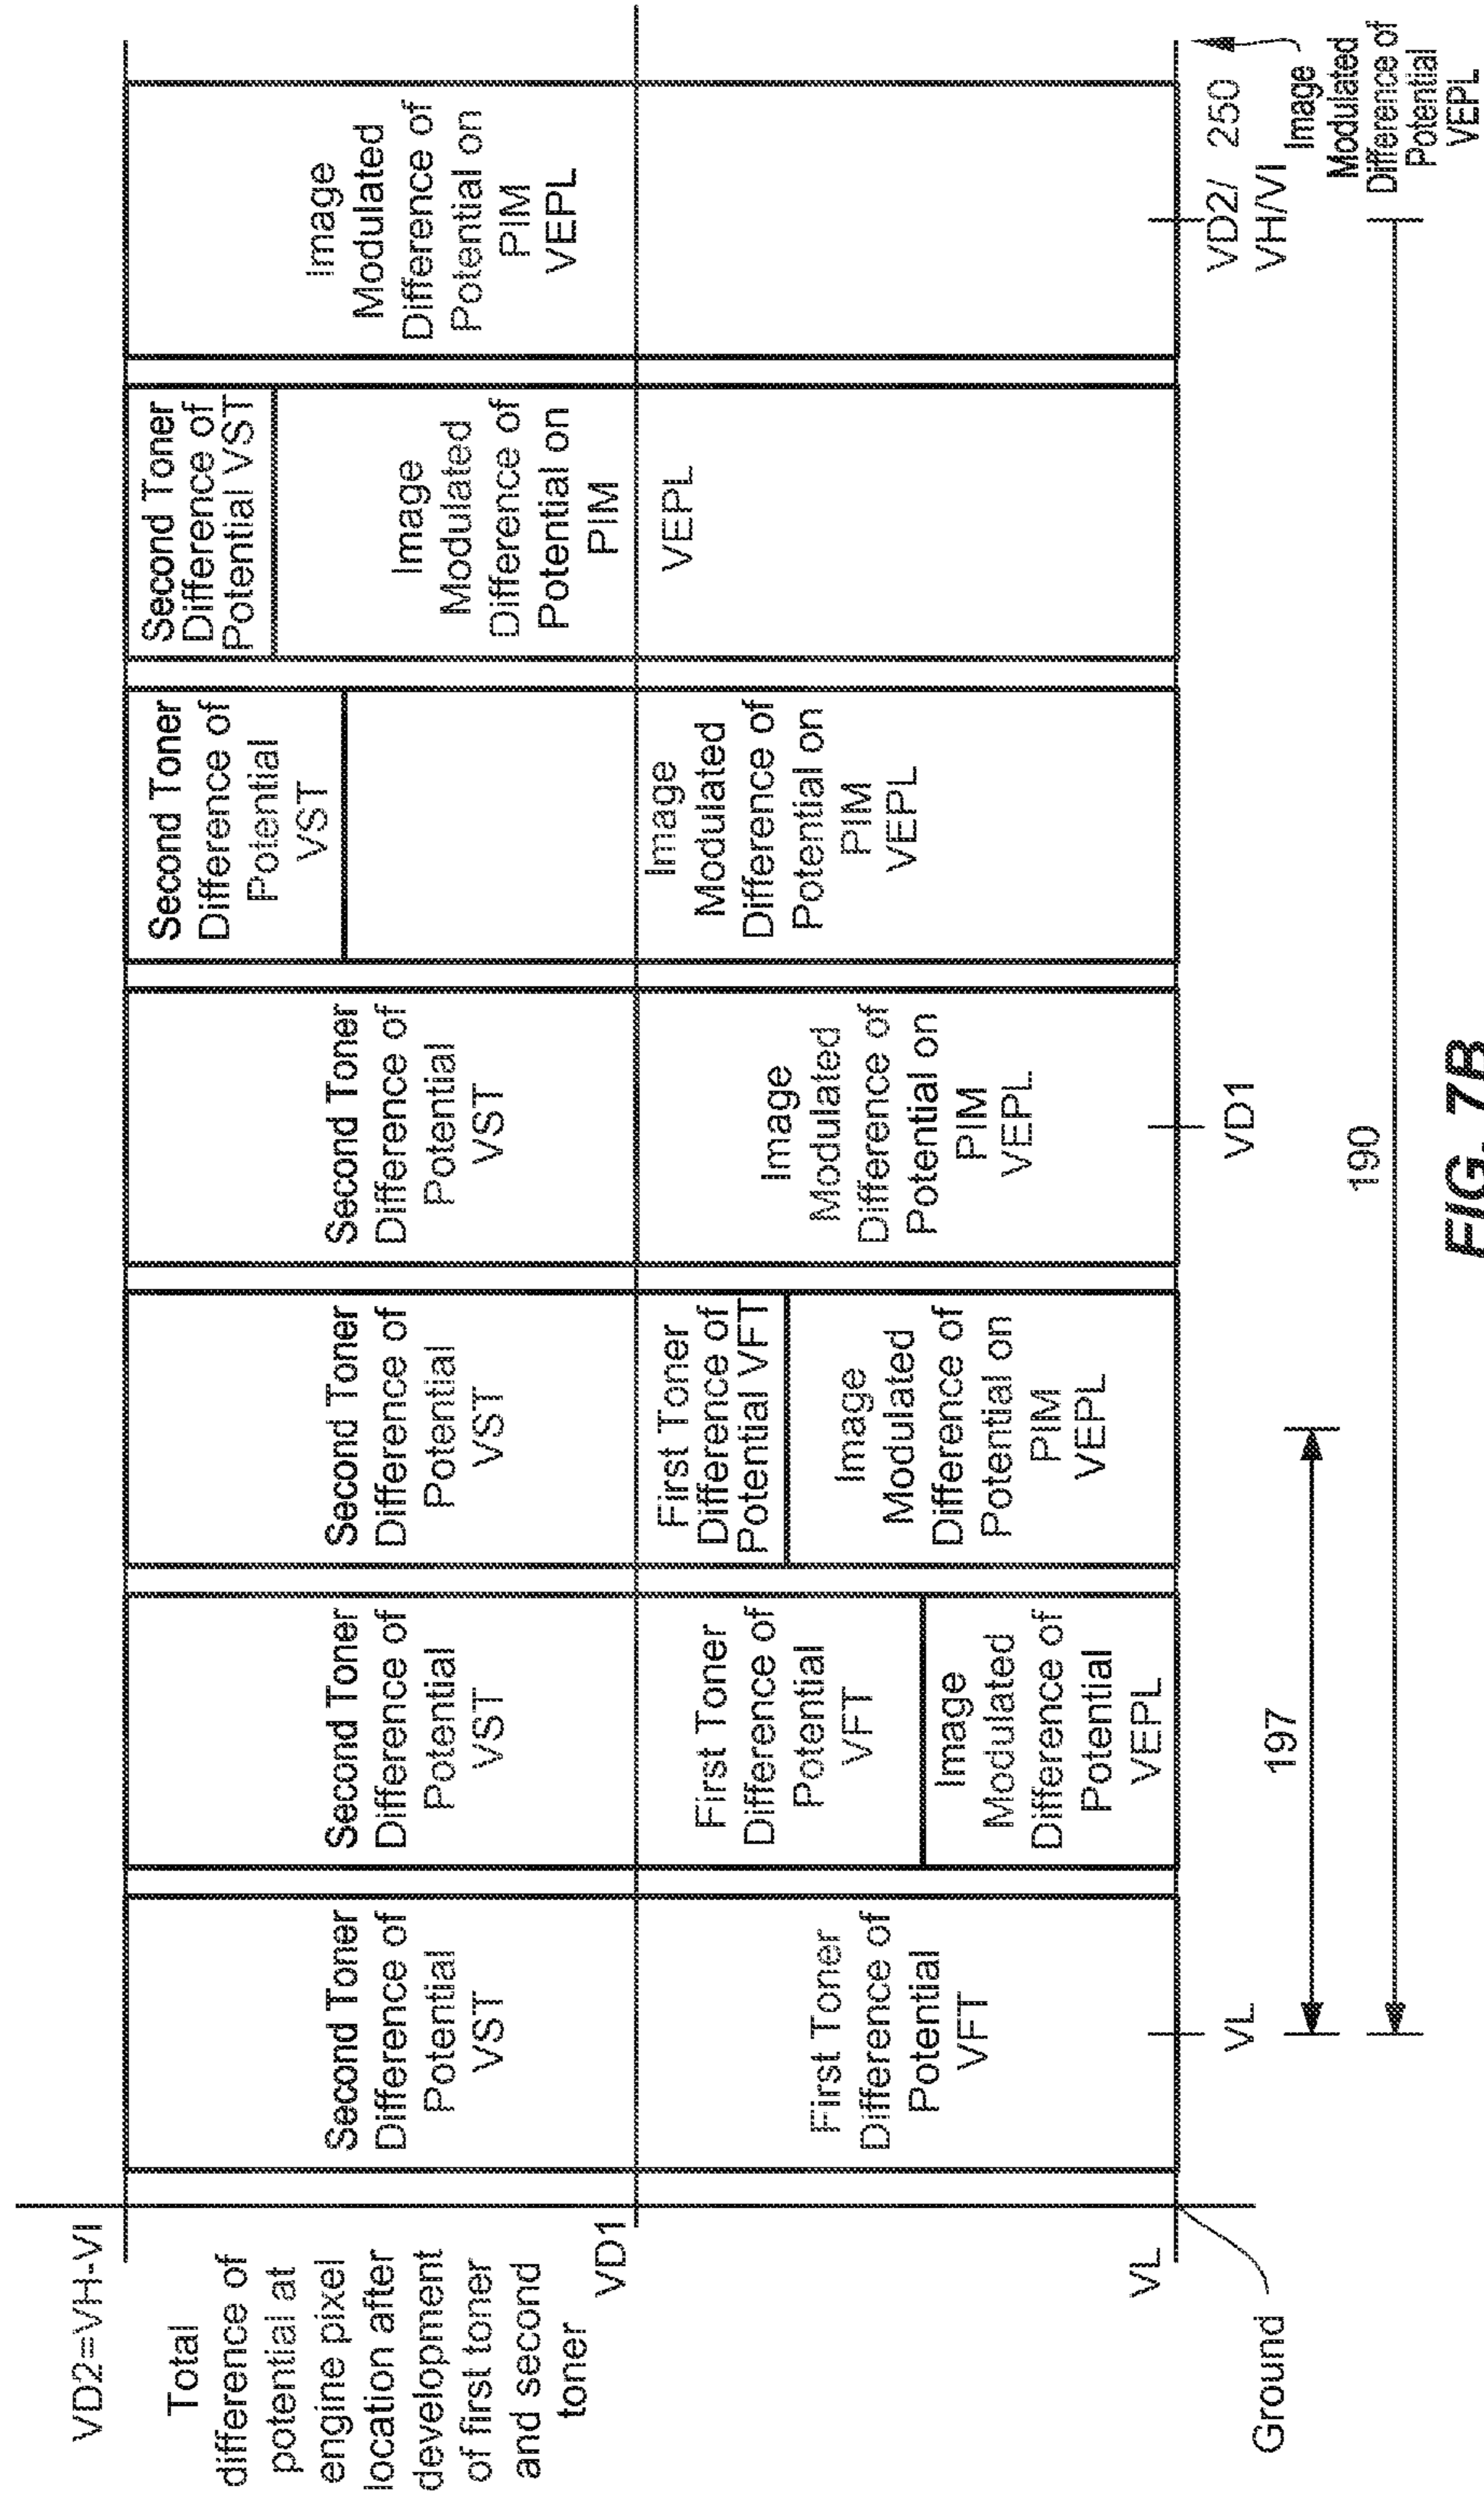 VD2=VH-VI
Total
difference of
potential at
engine pixel
location after
development
of first toner
and second
toner
VD1
VL
Ground
Second Toner
Difference of
Potential
VST
First Toner
Difference of
Potential
VFT
Second Toner
Difference of
Potential
VST
First Toner
Difference of
Potential
VFT
Image
Modulated
Difference of
Potential
VEPL
Second Toner
Difference of
Potential
VST
First Toner
Difference of
Potential VFT
Image
Modulated
Difference of
Potential on
PIM
VEPL
Second Toner
Difference of
Potential
VST
Image
Modulated
Difference of
Potential on
PIM
VEPL
Second Toner
Difference of
Potential
VST
Image
Modulated
Difference of
Potential on
PIM
VEPL
Second Toner
Difference of
Potential VST
Image
Modulated
Difference of
Potential on
PIM
VEPL
Image
Modulated
Difference of
Potential on
PIM
VEPL
VL
VD1
VD2/ 250
VH/VI
Image
Modulated
Difference of
Potential
VEPL
197
190
FIG. 7B